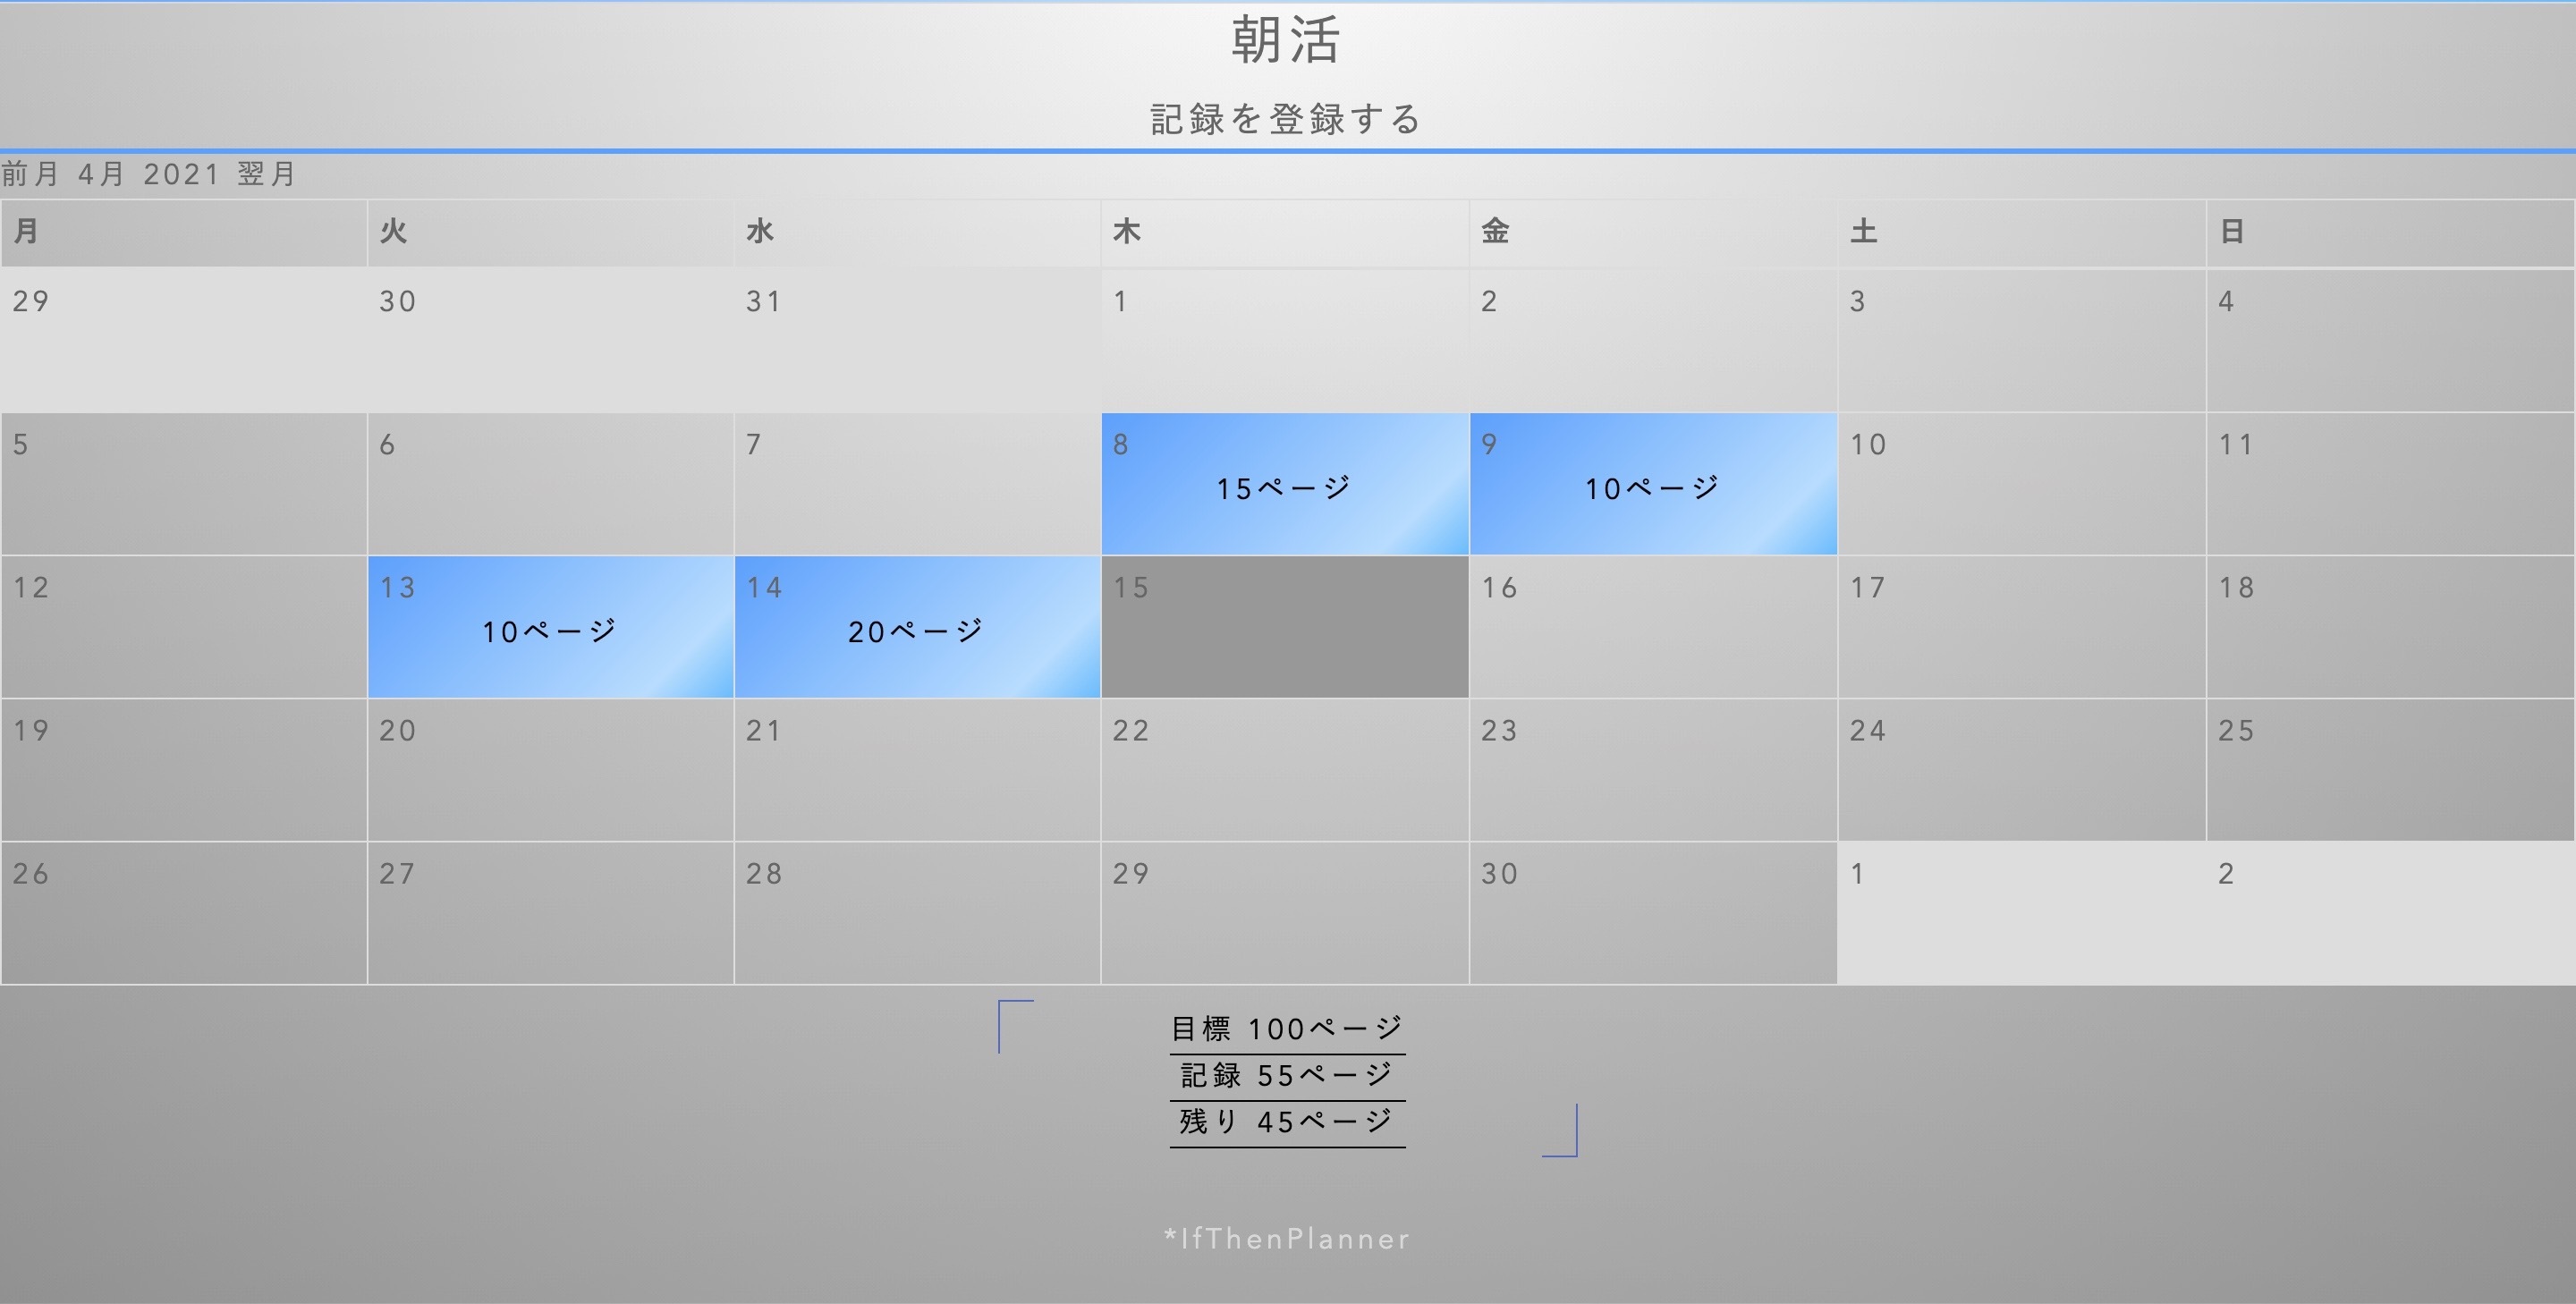 朝活
記録を登録する
前月 4月 2021 翌月
月 火 水 木 金 土 日
29 30 31 1 2 3 4
5 6 7 8 9 10 11
15ページ 10ページ
12 13 14 15 16 17 18
10ページ 20ページ
19 20 21 22 23 24 25
26 27 28 29 30 1 2
目標 100ページ
記録 55ページ
残り 45ページ
*IfThenPlanner